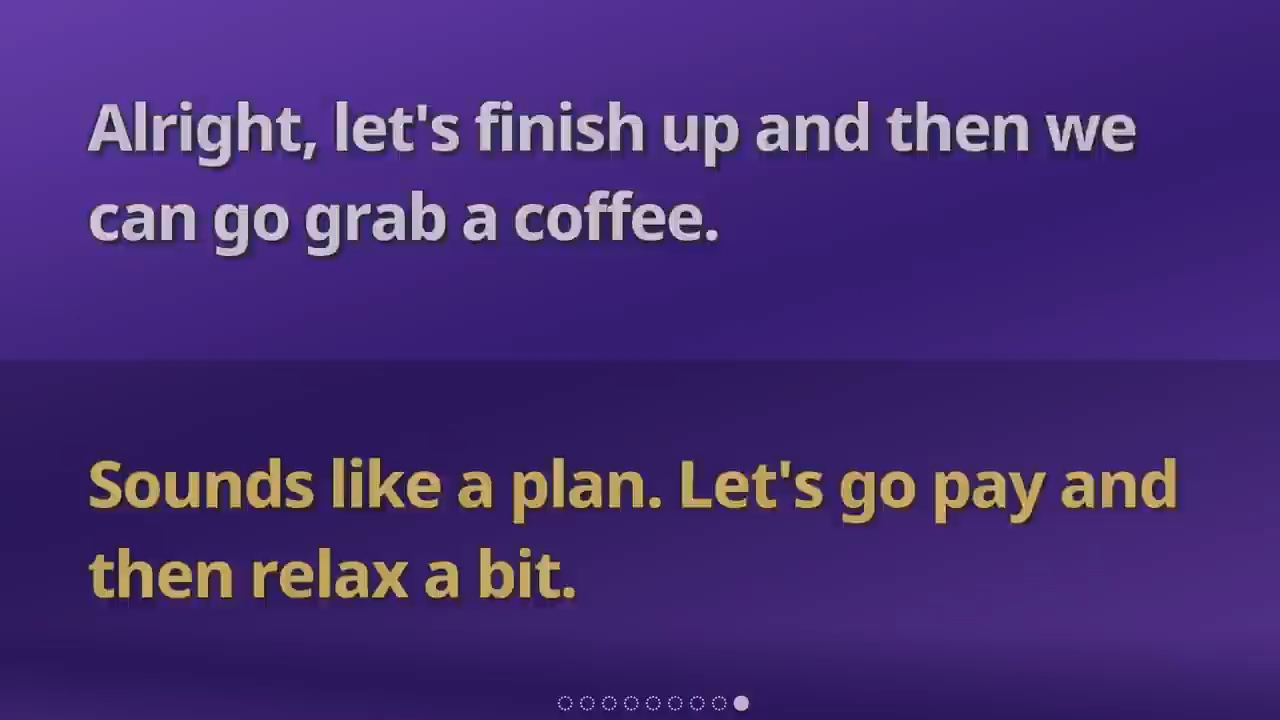 Alright, let's finish up and then we
can go grab a coffee.
Sounds like a plan. Let's go pay and
then relax a bit.